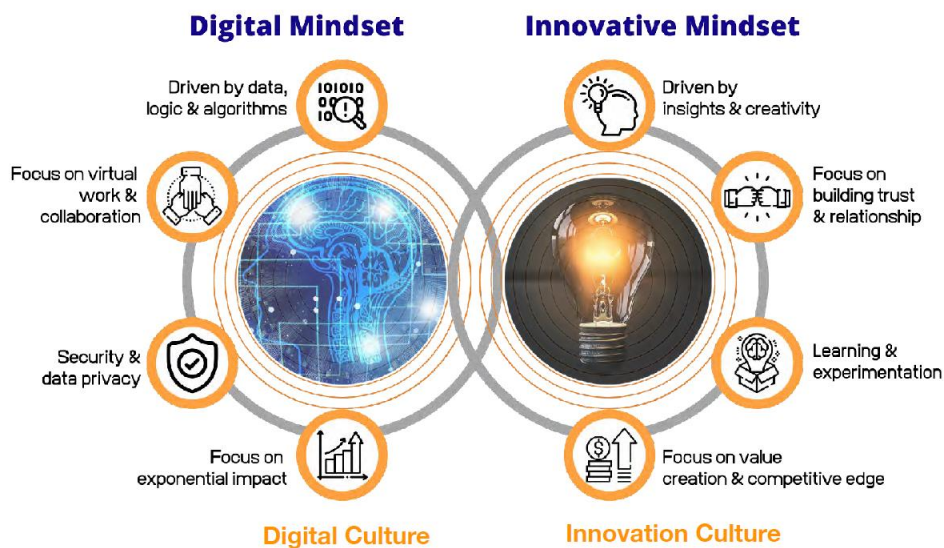 Digital Mindset
Innovative Mindset
Driven by data,
logic & algorithms
101010
Driven by
insights & creativity
Focus on virtual
work &
collaboration
Focus on
building trust
& relationship
Security &
data privacy
Learning &
experimentation
Focus on
exponential impact
$
Focus on value
creation & competitive edge
Digital Culture
Innovation Culture